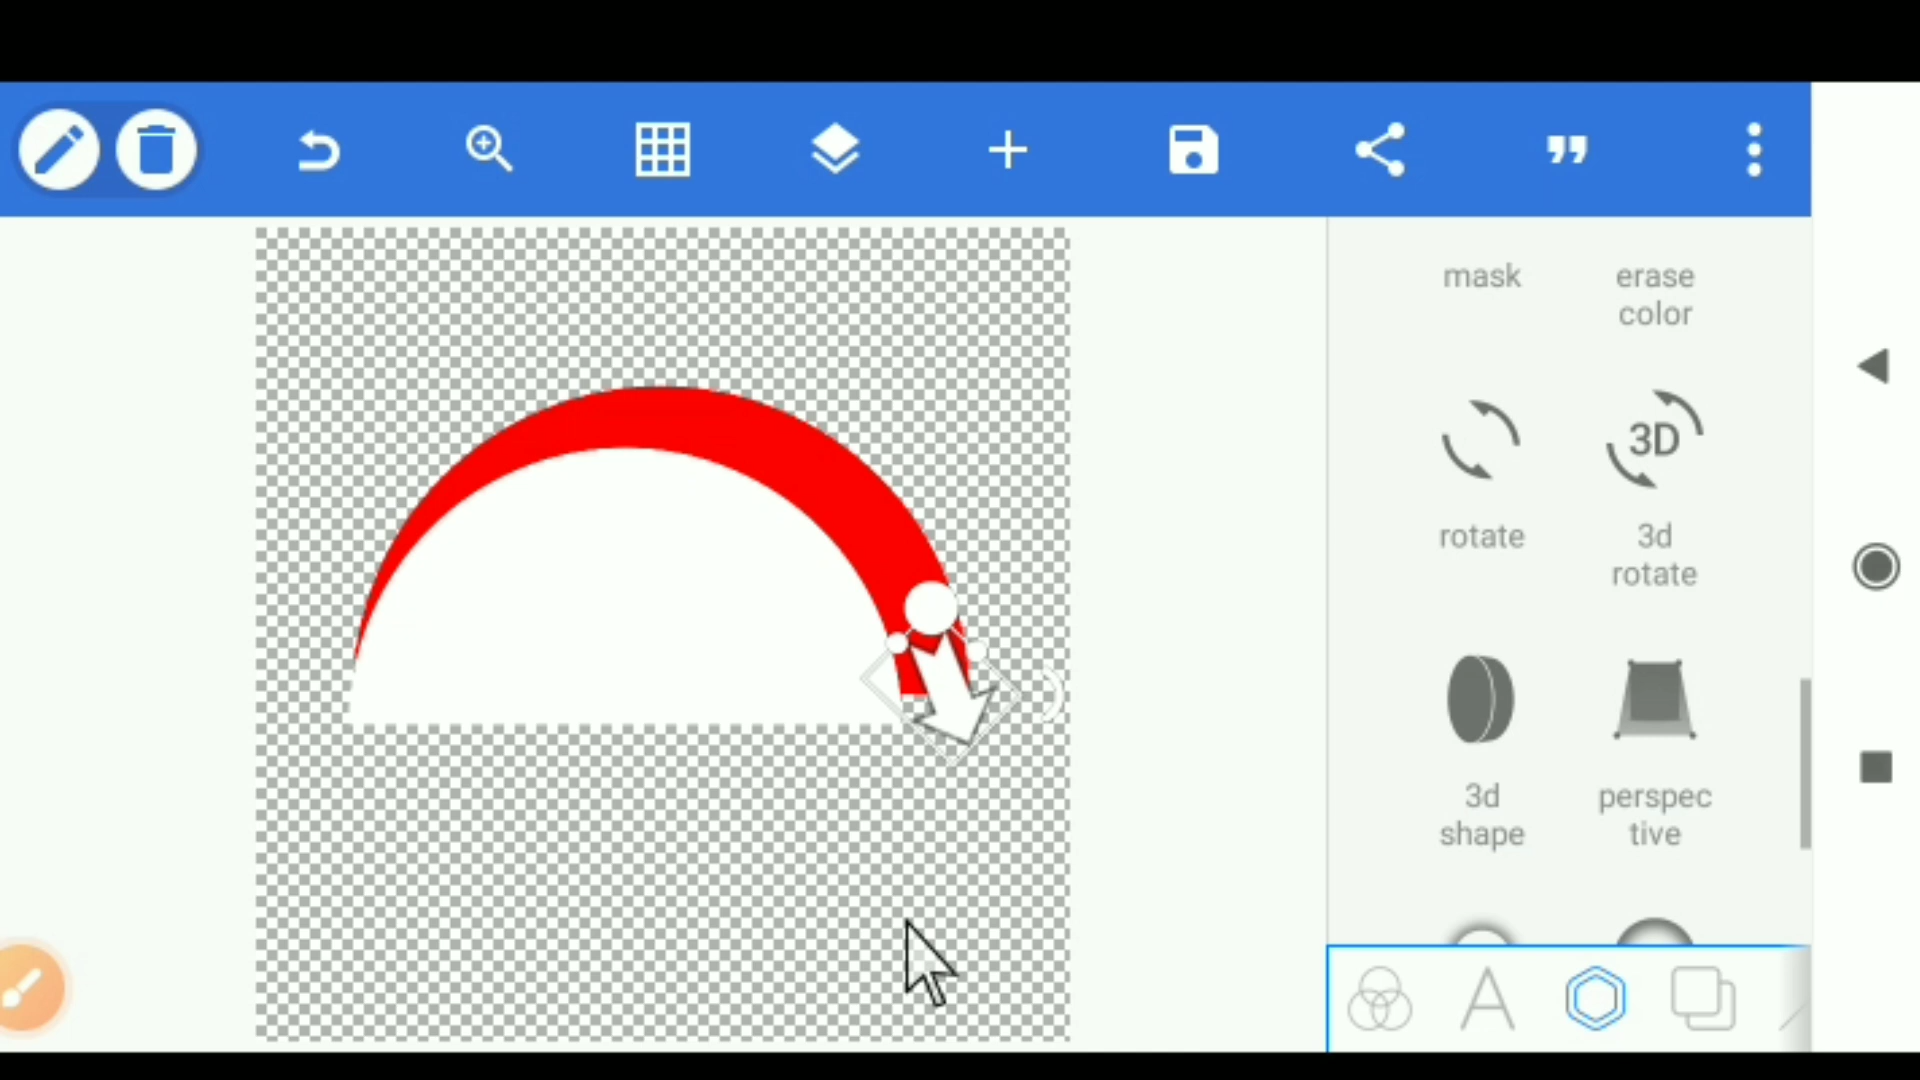 mask
erase
color
3D
rotate
3d
rotate
3d
shape
perspec
tive
A